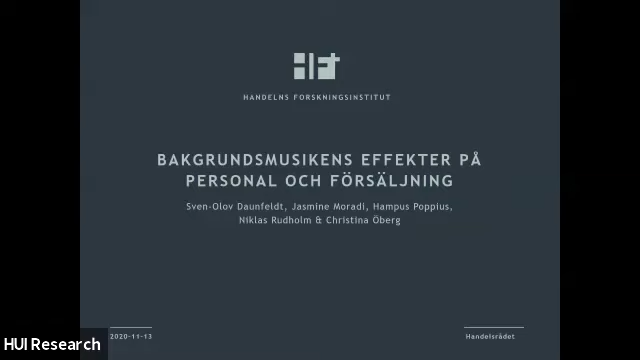 HFI
HANDELNS FORSKNINGSINSTITUT
BAKGRUNDSMUSIKENS EFFEKTER PÅ
PERSONAL OCH FÖRSÄLJNING
Sven-Olov Daunfeldt, Jasmine Moradi, Hampus Poppius,
Niklas Rudholm & Christina Öberg
2020-11-13
Handelsrådet
HUI Research